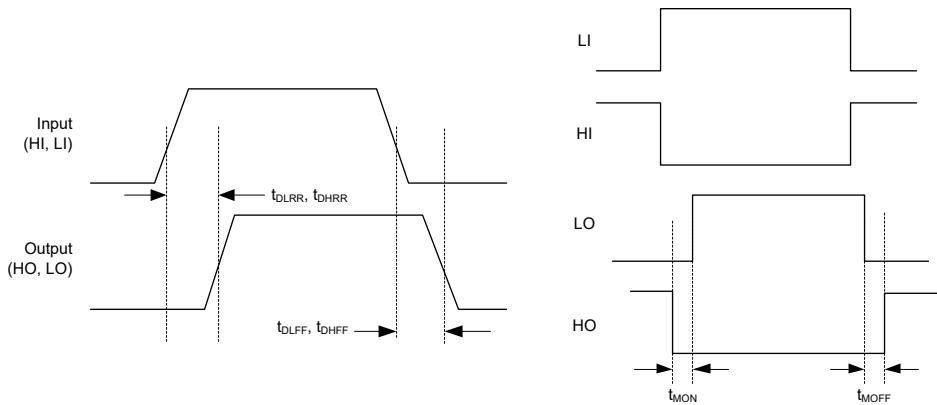 Input
(HI, LI)
tDLRR, tDHRR
Output
(HO, LO)
tDLFF, tDHFF
LI
HI
LO
HO
tMON
tMOFF